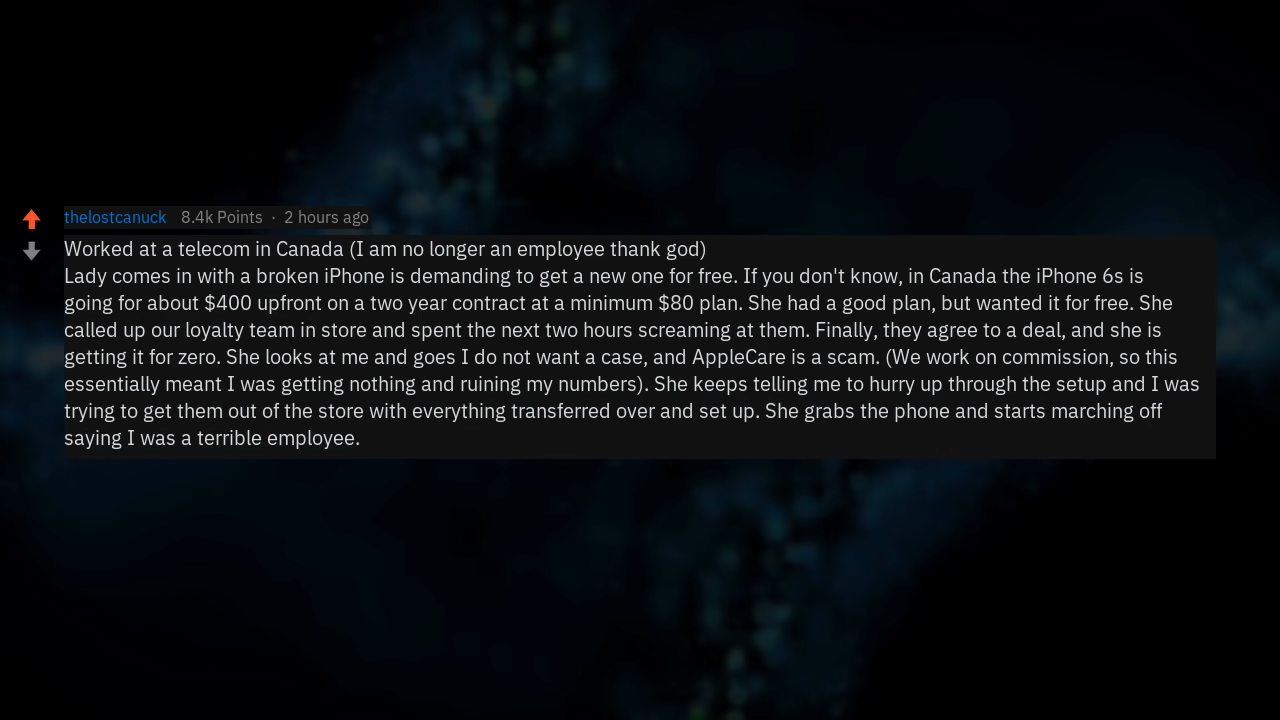 thelostcanuck 8.4k Points · 2 hours ago
Worked at a telecom in Canada (I am no longer an employee thank god)
Lady comes in with a broken iPhone is demanding to get a new one for free. If you don't know, in Canada the iPhone 6s is
going for about $400 upfront on a two year contract at a minimum $80 plan. She had a good plan, but wanted it for free. She
called up our loyalty team in store and spent the next two hours screaming at them. Finally, they agree to a deal, and she is
getting it for zero. She looks at me and goes I do not want a case, and AppleCare is a scam. (We work on commission, so this
essentially meant I was getting nothing and ruining my numbers). She keeps telling me to hurry up through the setup and I was
trying to get them out of the store with everything transferred over and set up. She grabs the phone and starts marching off
saying I was a terrible employee.